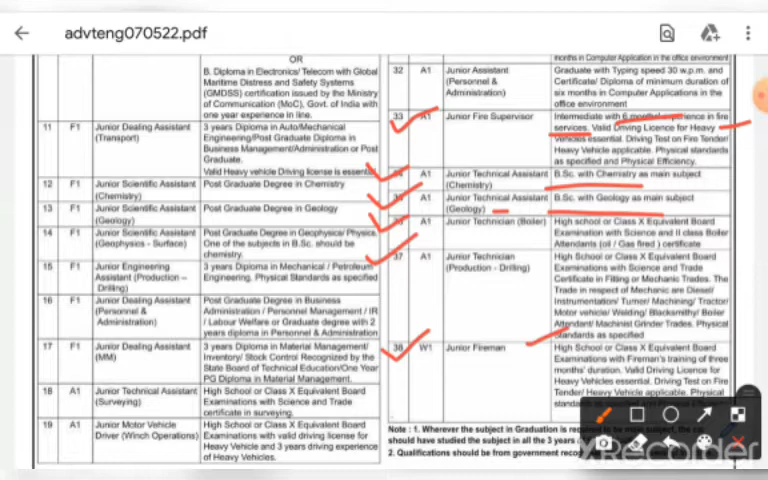 advteng070522.pdf
OR
B. Diploma in Electronics/ Telecom with Global
Maritime Distress and Safety Systems
(GMDSS) certification issued by the Ministry
of Communication (MoC), Govt. of India with
one year experience in line.
11 F1 Junior Dealing Assistant
(Transport)
3 years Diploma in Auto/Mechanical
Engineering/Post Graduate Diploma in
Business Management/Administration or Post
Graduate.
Valid Heavy vehicle Driving license is essential
12 F1 Junior Scientific Assistant
(Chemistry)
Post Graduate Degree in Chemistry
13 F1 Junior Scientific Assistant
(Geology)
Post Graduate Degree in Geology
14 F1 Junior Scientific Assistant
(Geophysics - Surface)
Post Graduate Degree in Geophysics/ Physics.
One of the subjects in B.Sc. should be
chemistry.
15 F1 Junior Engineering
Assistant (Production –
Drilling)
3 years Diploma in Mechanical / Petroleum
Engineering. Physical Standards as specified
16 F1 Junior Dealing Assistant
(Personnel &
Administration)
Post Graduate Degree in Business
Administration / Personnel Management / IR
/ Labour Welfare or Graduate degree with 2
years diploma in Personnel & Administration
17 F1 Junior Dealing Assistant
(MM)
3 years Diploma in Material Management/
Inventory/ Stock Control Recognized by the
State Board of Technical Education/One Year
PG Diploma in Material Management.
18 A1 Junior Technical Assistant
(Surveying)
High School or Class X Equivalent Board
Examinations with Science and Trade
certificate in surveying.
19 A1 Junior Motor Vehicle
Driver (Winch Operations)
High School or Class X Equivalent Board
Examinations with valid driving license for
Heavy Vehicles and 3 years driving experience
of Heavy Vehicles.
months in Computer Application in the office
environment
32 A1 Junior Assistant
(Personnel &
Administration)
Graduate with Typing speed 30 w.p.m. and
Certificate/ Diploma of minimum duration of
six months in Computer Applications in the
office environment
33 A1 Junior Fire Supervisor
Intermediate with 6 months experience in fire
services. Valid Driving Licence for Heavy
Vehicles essential. Driving Test on Fire Tender/
Heavy Vehicle applicable. Physical standards
as specified and Physical Efficiency.
A1 Junior Technical Assistant
(Chemistry)
B.Sc. with Chemistry as main subject
A1 Junior Technical Assistant
(Geology)
B.Sc. with Geology as main subject
A1 Junior Technician (Boiler)
High school or Class X Equivalent Board
Examination with Science and II class Boiler
Attendants (oil / Gas fired ) certificate
37 A1 Junior Technician
(Production - Drilling)
High School or Class X Equivalent Board
Examinations with Science and Trade
Certificate in Fitting or Mechanic Trades. The
Trade in respect of Mechanic are Diesel/
Instrumentation/ Turner/ Machining/ Tractor/
Motor vehicle/ Welding/ Blacksmithy/ Boiler
Attendant/ Machinist Grinder Trades. Physical
standards as specified
38 W1 Junior Fireman
High School or Class X Equivalent Board
Examinations with Fireman's training of three
months' duration. Valid Driving Licence for
Heavy Vehicles essential. Driving Test on Fire
Tender/ Heavy Vehicle applicable. Physical
Note : 1. Wherever the subject in Graduation is required to be main subject, the
should have studied the subject in all the 3 years
2. Qualifications should be from government